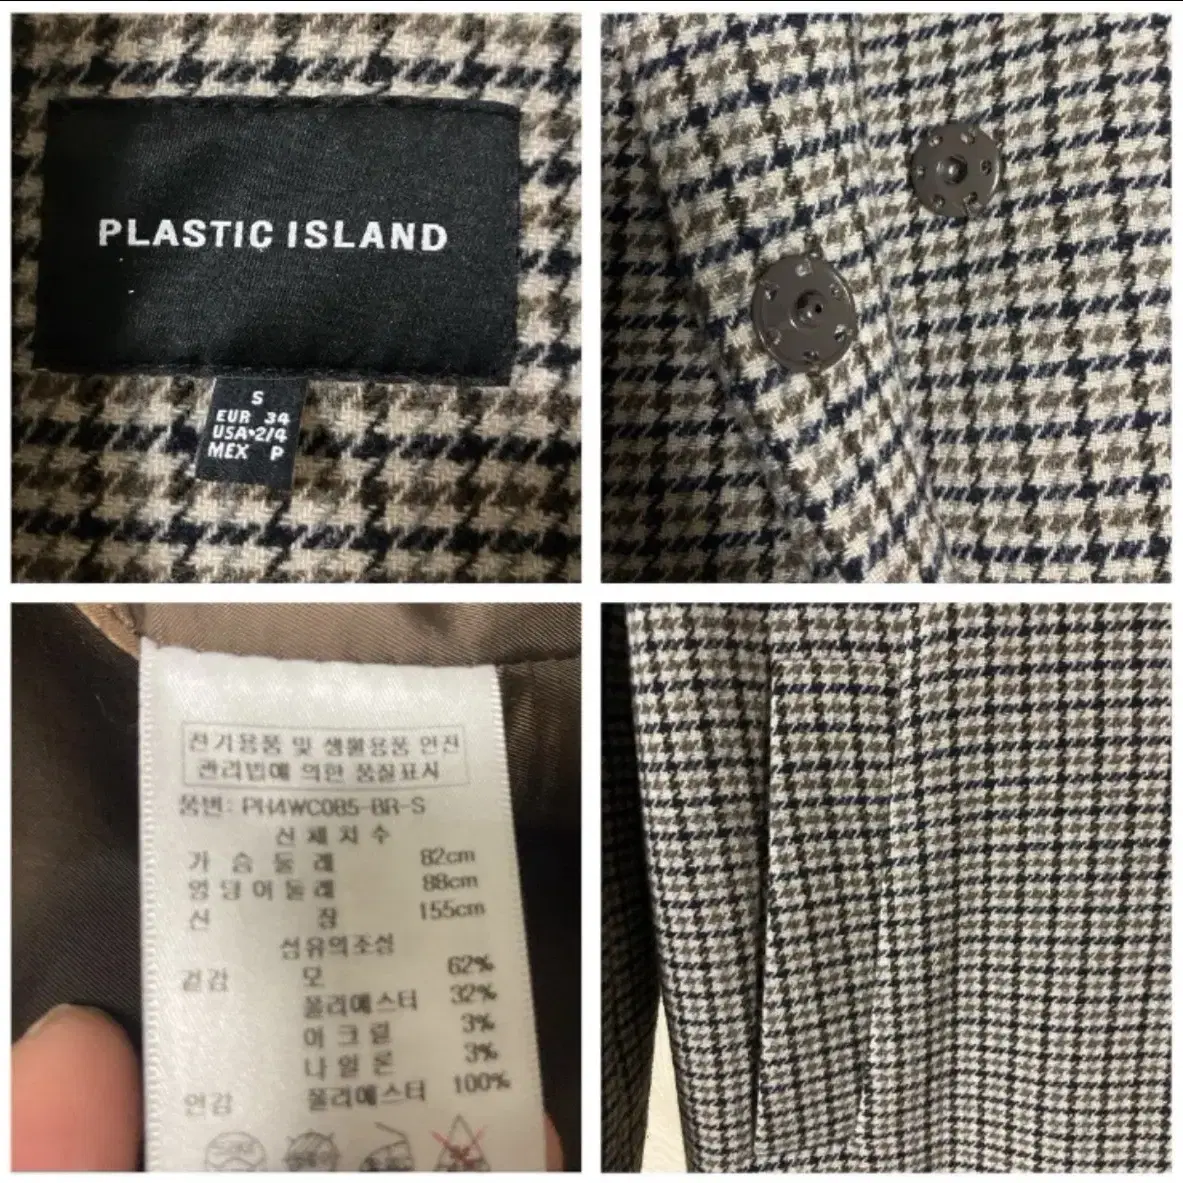 PLASTIC ISLAND
S
EUR 34
USA 2/4
MEX P
전기용품 및 생활용품 안전
관리법에 의한 품질표시
품번: PH4WC085-BR-S
신체치수
가슴둘레 82cm
엉덩이둘레 88cm
신장 155cm
섬유의조성
겉감 모 62%
폴리에스터 32%
아크릴 3%
나일론 3%
안감 폴리에스터 100%